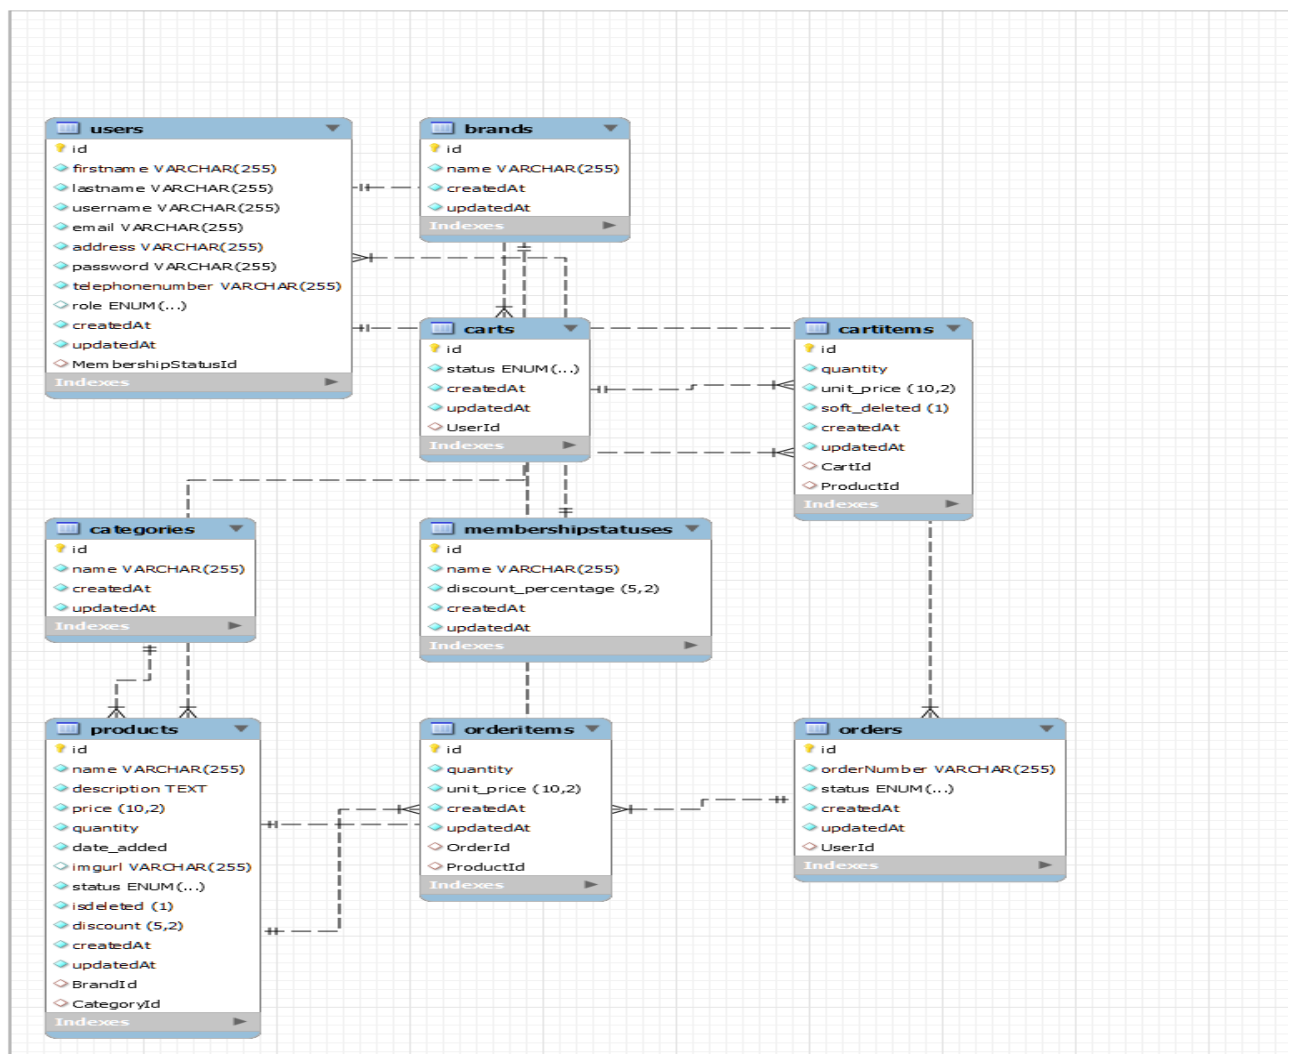 users
id
firstname VARCHAR(255)
lastname VARCHAR(255)
username VARCHAR(255)
email VARCHAR(255)
address VARCHAR(255)
password VARCHAR(255)
telephonenumber VARCHAR(255)
role ENUM(...)
createdAt
updatedAt
MembershipStatusId
Indexes
brands
id
name VARCHAR(255)
createdAt
updatedAt
Indexes
carts
id
status ENUM(...)
createdAt
updatedAt
UserId
Indexes
cartitems
id
quantity
unit_price (10,2)
soft_deleted (1)
createdAt
updatedAt
CartId
ProductId
Indexes
categories
id
name VARCHAR(255)
createdAt
updatedAt
Indexes
membershipstatuses
id
name VARCHAR(255)
discount_percentage (5,2)
createdAt
updatedAt
Indexes
products
id
name VARCHAR(255)
description TEXT
price (10,2)
quantity
date_added
imgurl VARCHAR(255)
status ENUM(...)
isdeleted (1)
discount (5,2)
createdAt
updatedAt
BrandId
CategoryId
Indexes
orderitems
id
quantity
unit_price (10,2)
createdAt
updatedAt
OrderId
ProductId
Indexes
orders
id
orderNumber VARCHAR(255)
status ENUM(...)
createdAt
updatedAt
UserId
Indexes